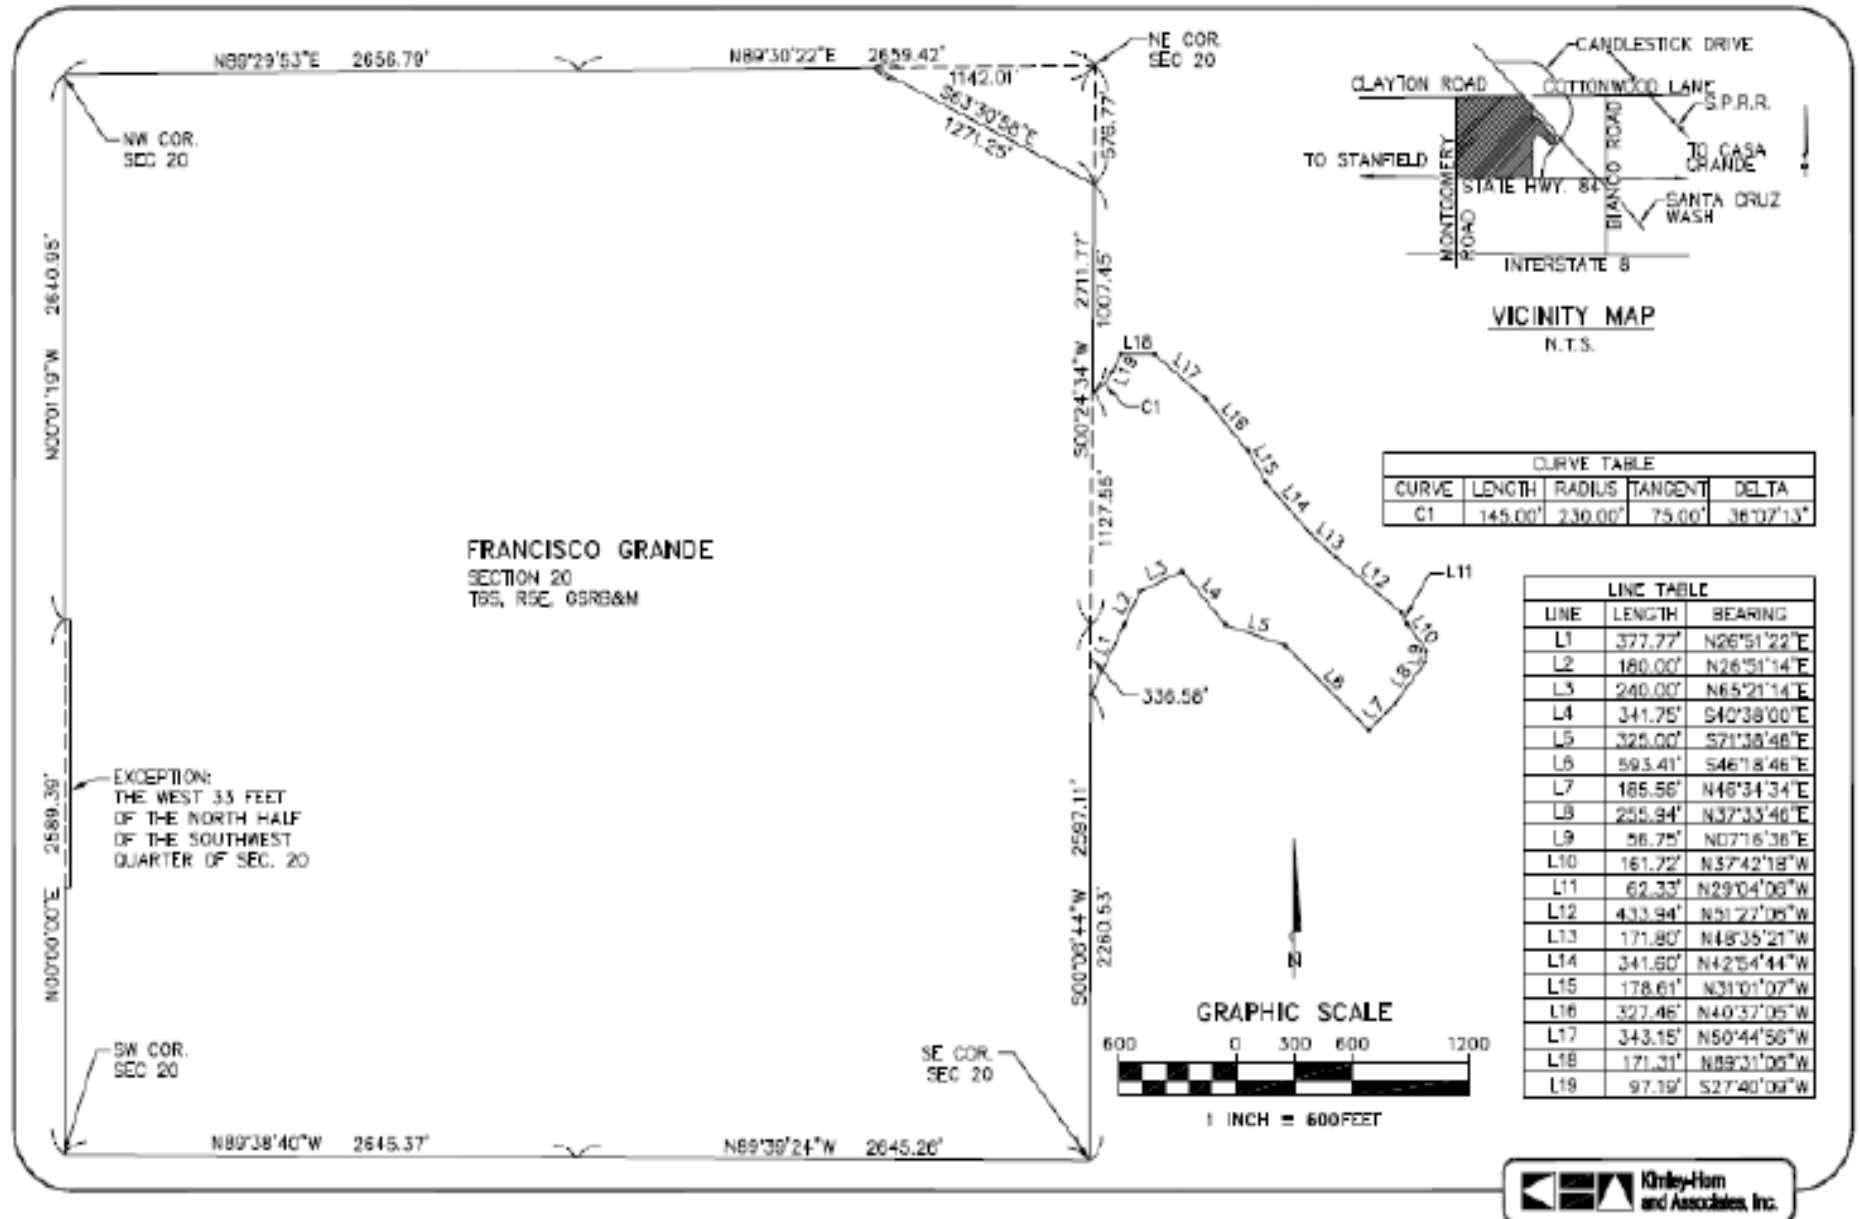 N89°29'53"E 2656.79'
N89°30'22"E 2659.42'
1142.01'
S63°30'58"E
1271.25'
576.77'
NE COR.
SEC 20
NW COR.
SEC 20
CANDLESTICK DRIVE
CLAYTON ROAD
COTTONWOOD LANE
S.P.R.R.
TO STANFIELD
TO CASA
GRANDE
MONTGOMERY
ROAD
STATE HWY. 84
BIANCO ROAD
SANTA CRUZ
WASH
INTERSTATE 8
VICINITY MAP
N.T.S.
N00°01'19"W 2640.95'
S00°24'34"W 2711.77'
1007.45'
1127.55'
L18
L19
C1
L17
L16
L15
L14
L13
L12
L11
L10
L9
L8
L7
L6
L5
L4
L3
L2
L1
336.58'
FRANCISCO GRANDE
SECTION 20
T6S, R5E, GSRB&M
CURVE TABLE
CURVE LENGTH RADIUS TANGENT DELTA
C1 145.00' 230.00' 75.00' 36°07'13"
LINE TABLE
LINE LENGTH BEARING
L1 377.77' N26°51'22"E
L2 180.00' N26°51'14"E
L3 240.00' N65°21'14"E
L4 341.75' S40°38'00"E
L5 325.00' S71°38'46"E
L6 593.41' S46°18'46"E
L7 185.56' N46°34'34"E
L8 255.94' N37°33'46"E
L9 56.75' N07°16'36"E
L10 161.72' N37°42'18"W
L11 62.33' N29°04'06"W
L12 433.94' N51°27'06"W
L13 171.80' N48°35'21"W
L14 341.60' N42°54'44"W
L15 178.61' N31°01'07"W
L16 327.46' N40°37'05"W
L17 343.15' N50°44'56"W
L18 171.31' N89°31'06"W
L19 97.19' S27°40'09"W
N00°00'00"E 2589.39'
EXCEPTION:
THE WEST 33 FEET
OF THE NORTH HALF
OF THE SOUTHWEST
QUARTER OF SEC. 20
S00°06'44"W 2597.11'
2260.53'
N
GRAPHIC SCALE
600 0 300 600 1200
1 INCH = 600FEET
SW COR.
SEC 20
SE COR.
SEC 20
N89°38'40"W 2645.37'
N89°39'24"W 2645.26'
Kimley-Horn
and Associates, Inc.